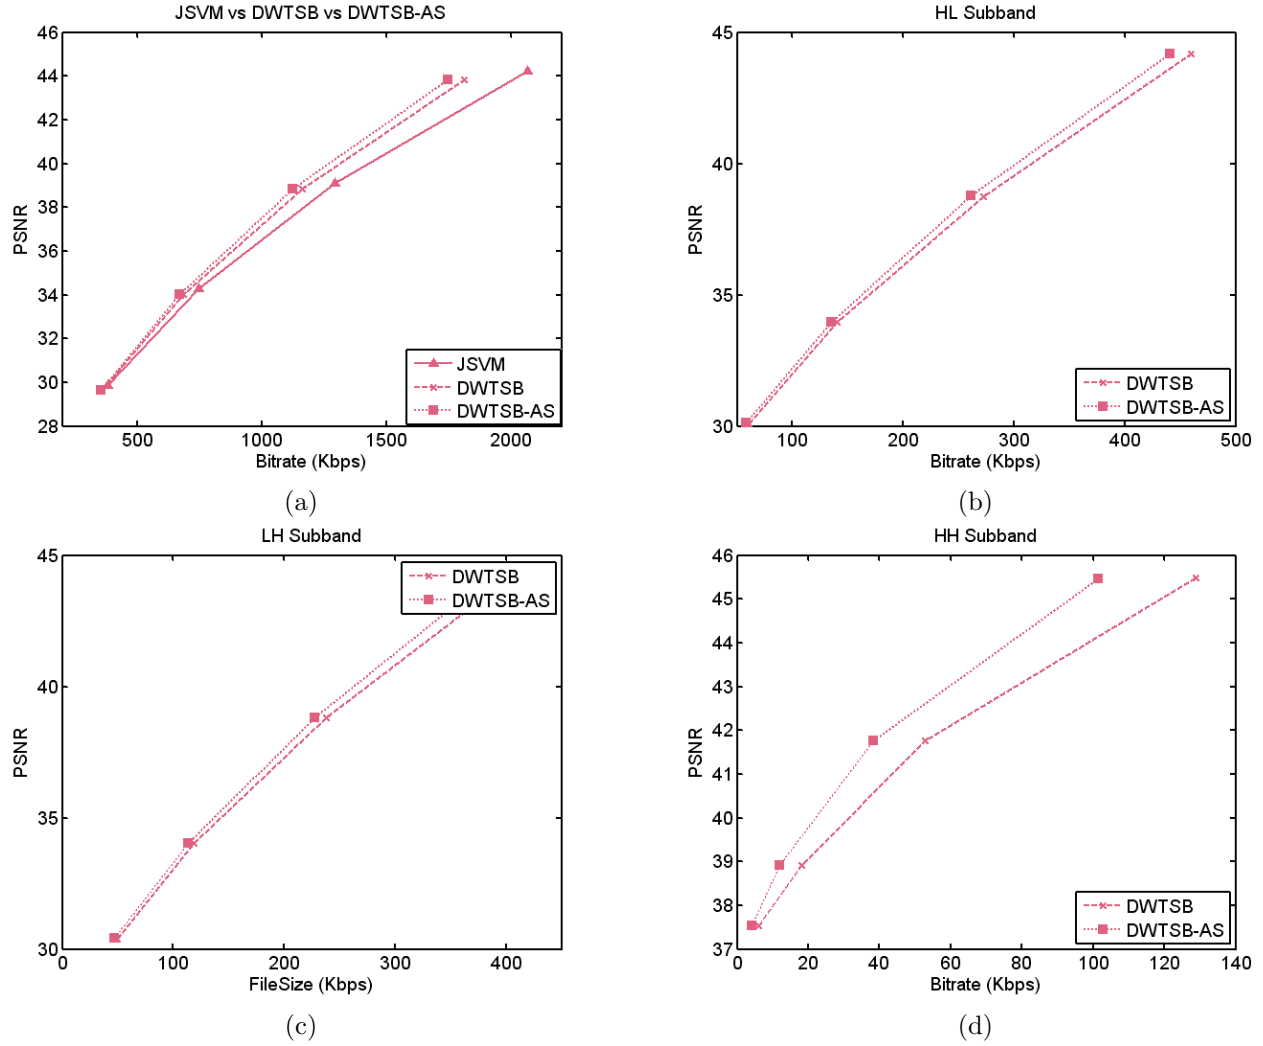 JSVM vs DWTSB vs DWTSB-AS
46
44
42
40
38
36
34
32
30
28
PSNR
JSVM
DWTSB
DWTSB-AS
500 1000 1500 2000
Bitrate (Kbps)
(a)
HL Subband
45
40
35
30
PSNR
DWTSB
DWTSB-AS
100 200 300 400 500
Bitrate (Kbps)
(b)
LH Subband
45
40
35
30
PSNR
DWTSB
DWTSB-AS
0 100 200 300 400
FileSize (Kbps)
(c)
HH Subband
46
45
44
43
42
41
40
39
38
37
PSNR
DWTSB
DWTSB-AS
0 20 40 60 80 100 120 140
Bitrate (Kbps)
(d)